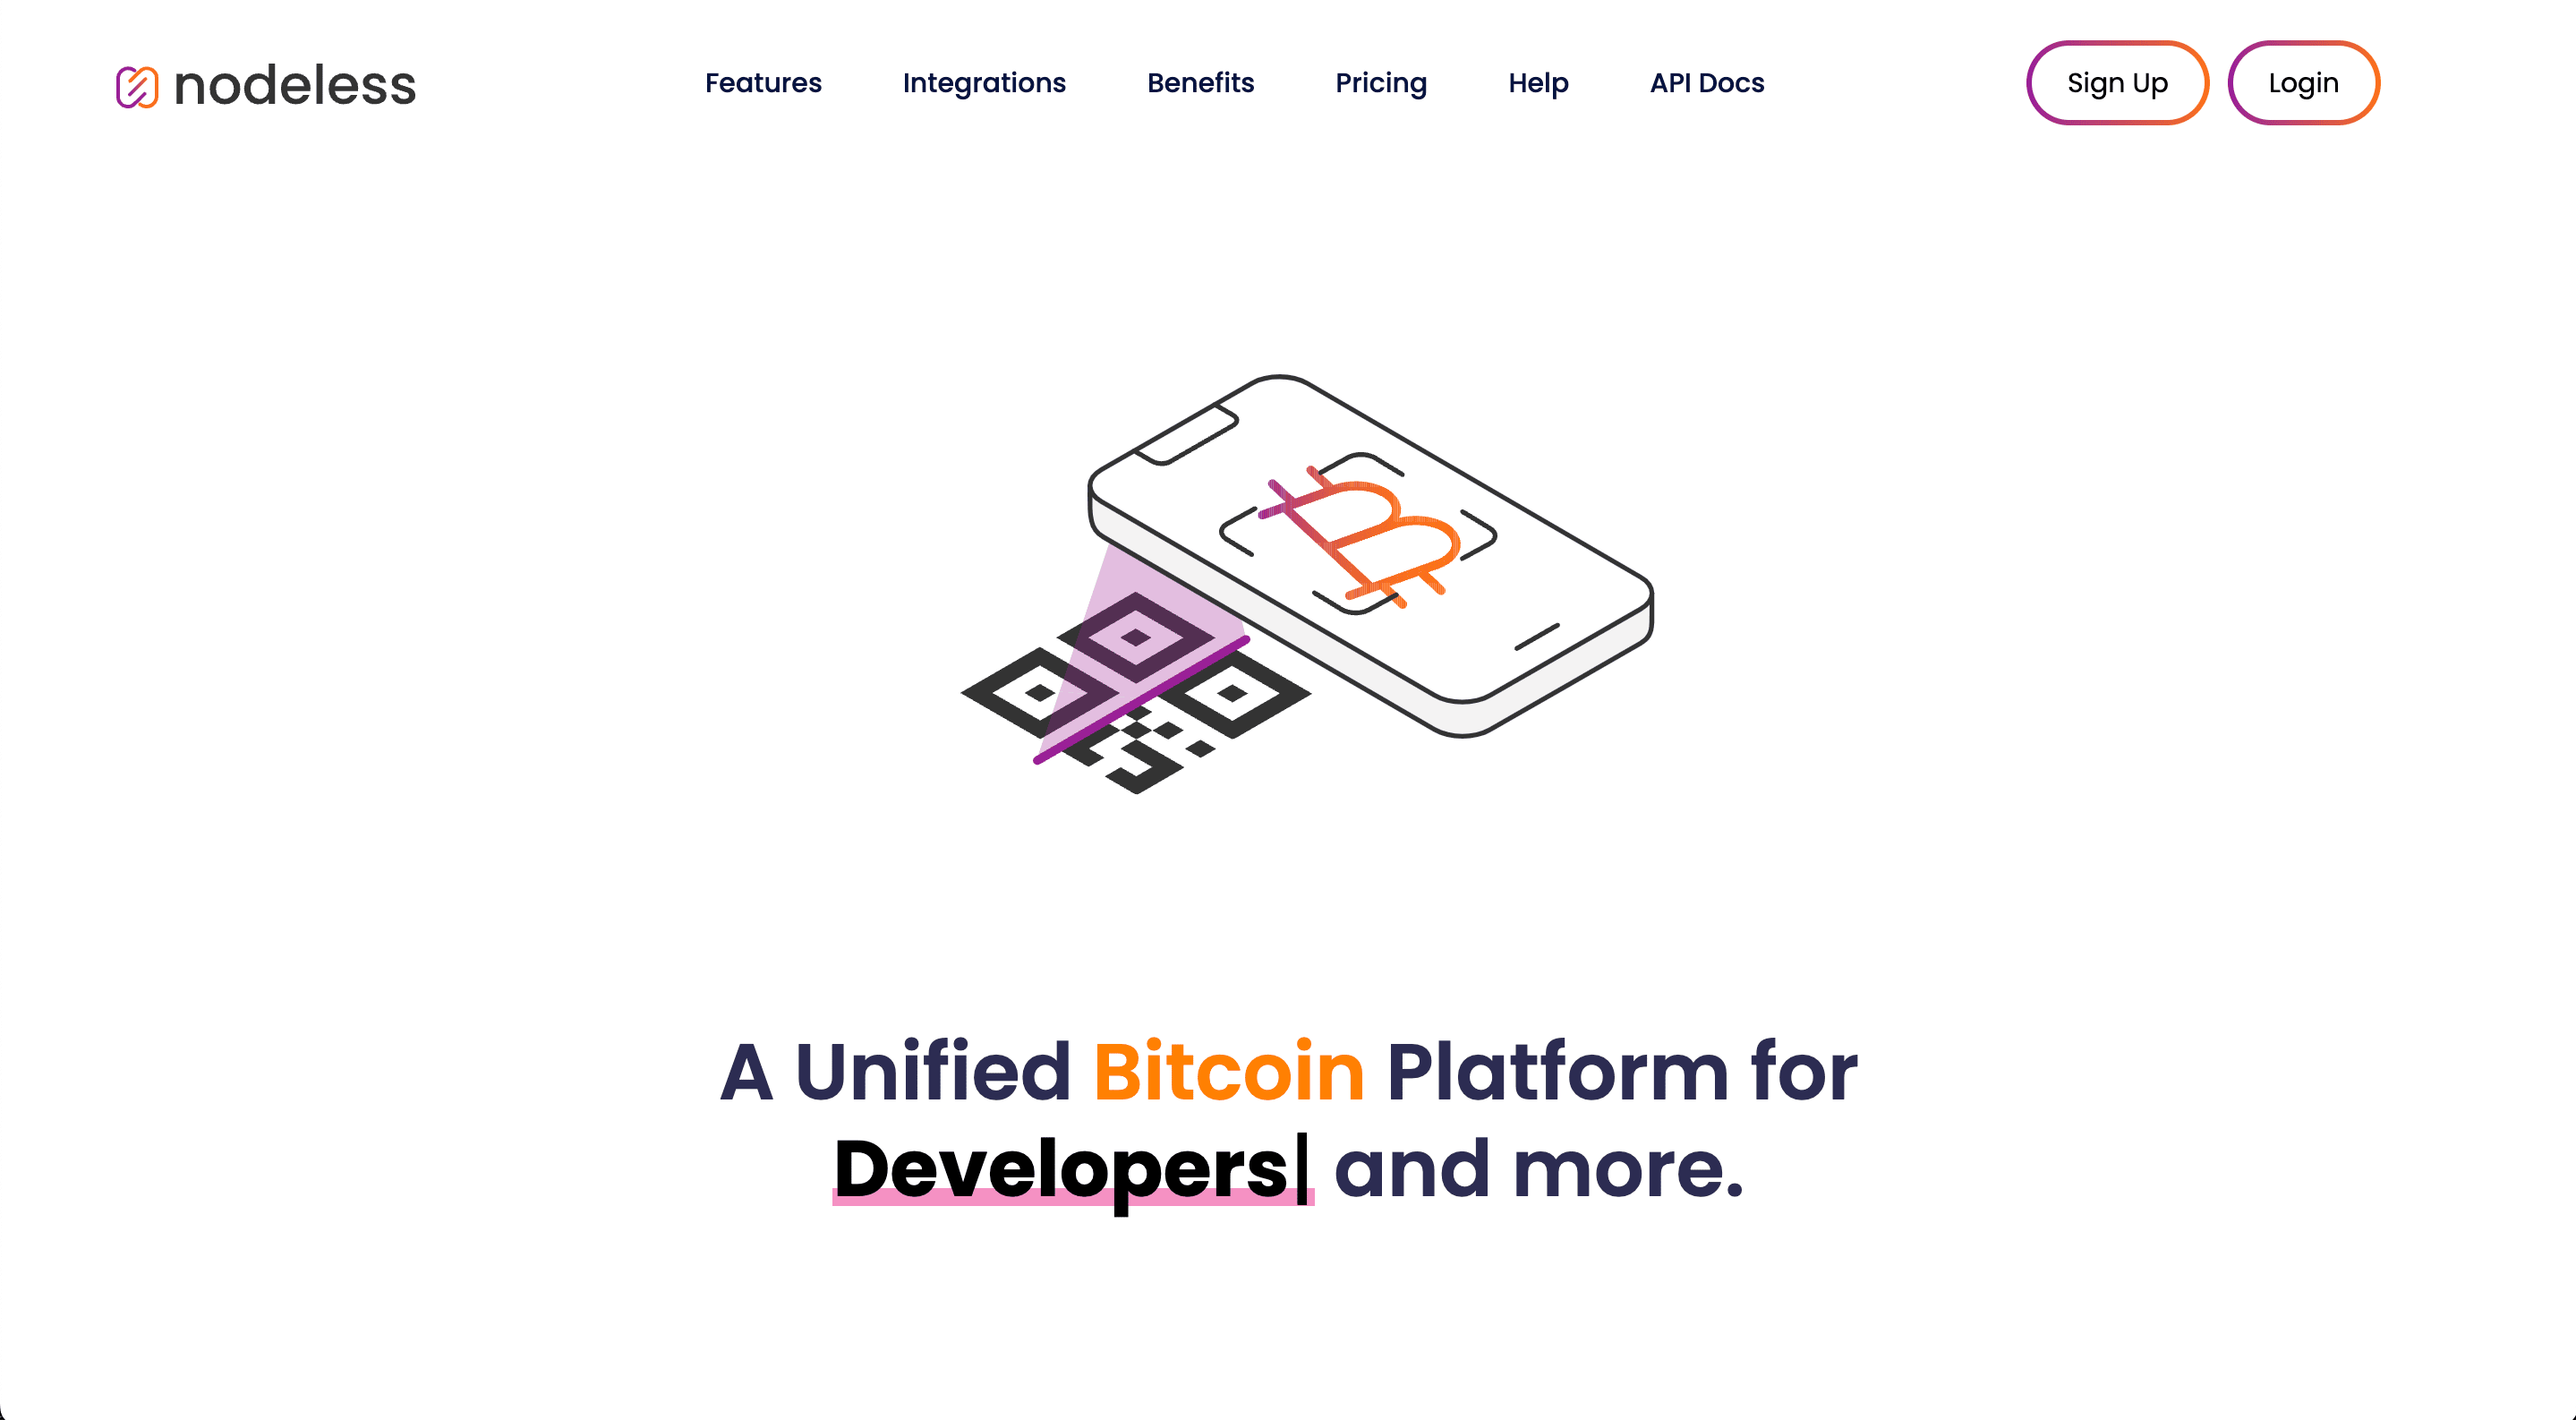 nodeless
Features Integrations Benefits Pricing Help API Docs
Sign Up Login
A Unified Bitcoin Platform for
Developers| and more.